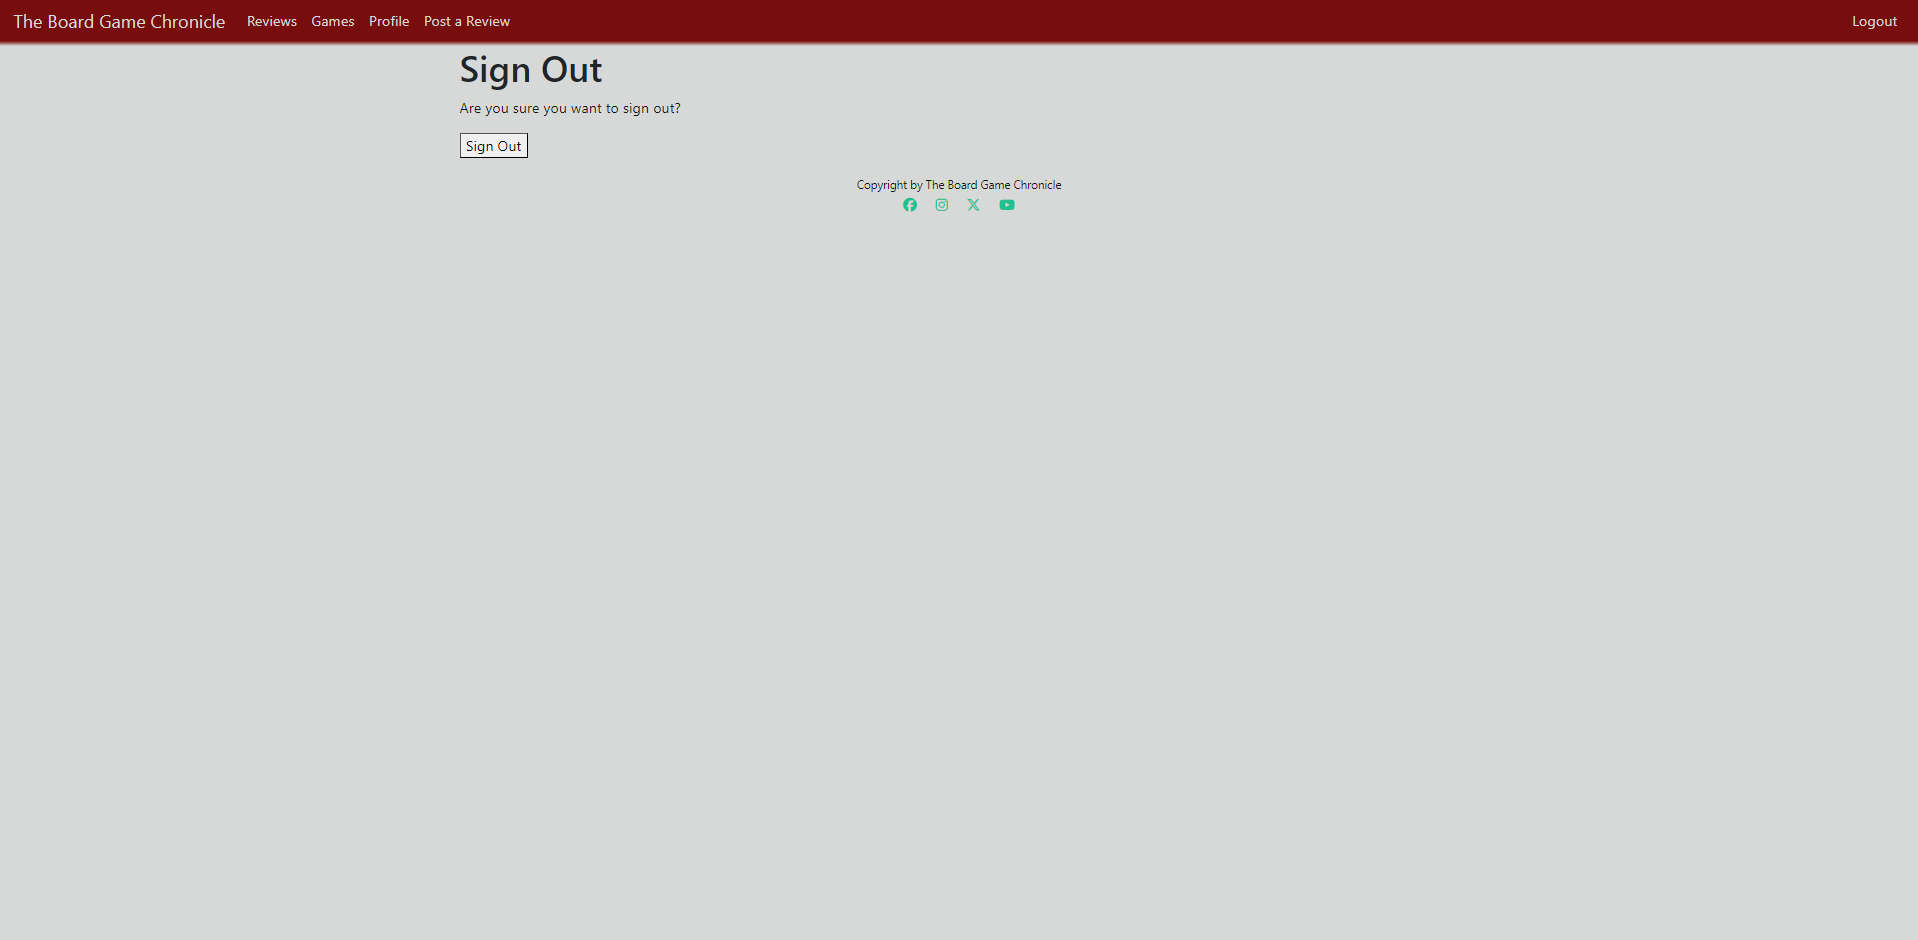 The Board Game Chronicle Reviews Games Profile Post a Review Logout
Sign Out
Are you sure you want to sign out?
Sign Out
Copyright by The Board Game Chronicle